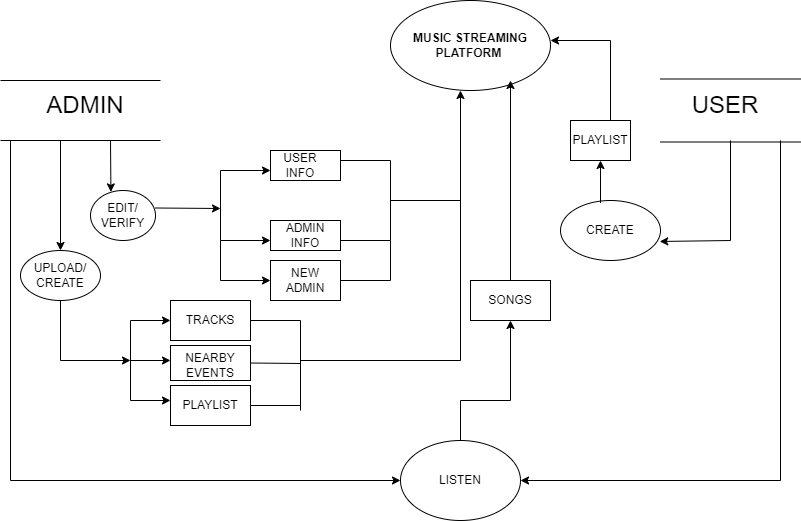 MUSIC STREAMING
PLATFORM
ADMIN
USER
PLAYLIST
USER
INFO
EDIT/
VERIFY
ADMIN
INFO
CREATE
UPLOAD/
CREATE
NEW
ADMIN
SONGS
TRACKS
NEARBY
EVENTS
PLAYLIST
LISTEN